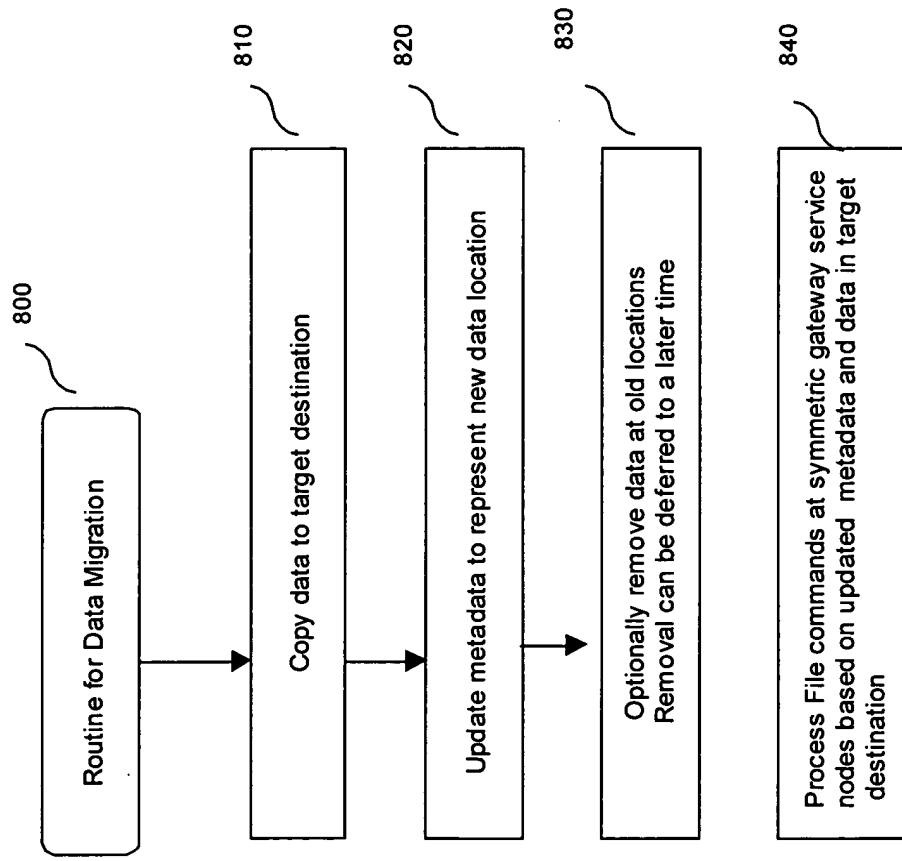 800
Routine for Data Migration
810
Copy data to target destination
820
Update metadata to represent new data location
830
Optionally remove data at old locations
Removal can be deferred to a later time
840
Process File commands at symmetric gateway service
nodes based on updated metadata and data in target
destination